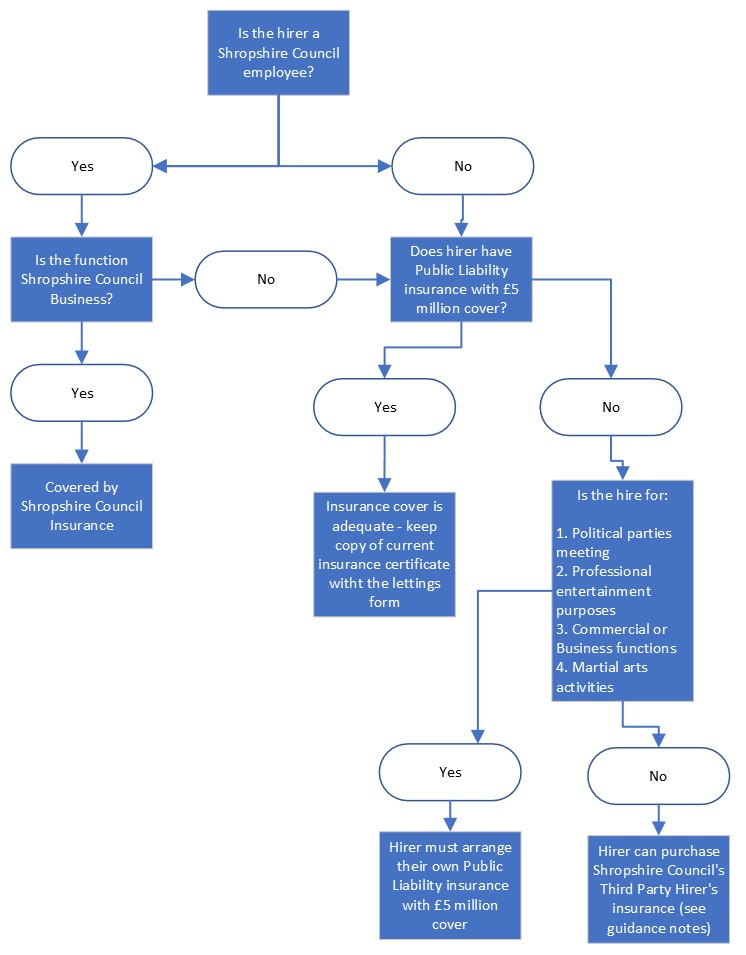 Is the hirer a
Shropshire Council
employee?
Yes
No
Is the function
Shropshire Council
Business?
No
Does hirer have
Public Liability
insurance with £5
million cover?
Yes
Yes
No
Covered by
Shropshire Council
Insurance
Insurance cover is
adequate - keep
copy of current
insurance certificate
witht the lettings
form
Is the hire for:
1. Political parties
meeting
2. Professional
entertainment
purposes
3. Commercial or
Business functions
4. Martial arts
activities
Yes
No
Hirer must arrange
their own Public
Liability insurance
with £5 million
cover
Hirer can purchase
Shropshire Council's
Third Party Hirer's
insurance (see
guidance notes)